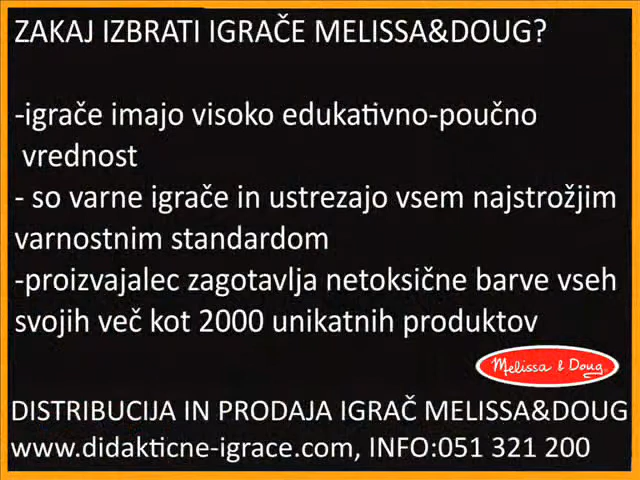 ZAKAJ IZBRATI IGRAČE MELISSA&DOUG?
-igrače imajo visoko edukativno-poučno
vrednost
- so varne igrače in ustrezajo vsem najstrožjim
varnostnim standardom
-proizvajalec zagotavlja netoksične barve vseh
svojih več kot 2000 unikatnih produktov
Melissa & Doug
DISTRIBUCIJA IN PRODAJA IGRAČ MELISSA&DOUG
www.didakticne-igrace.com, INFO:051 321 200